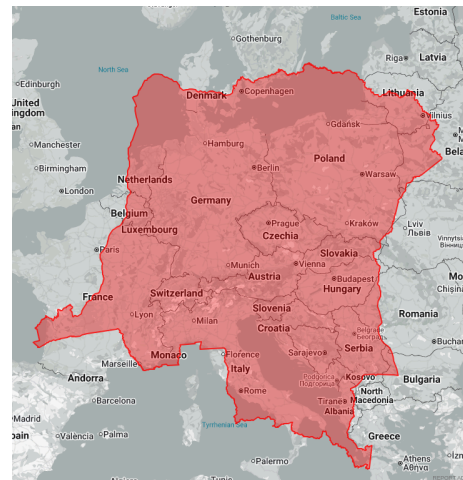 Estonia
Baltic Sea
Gothenburg
Riga
Latvia
North Sea
Edinburgh
Denmark
Copenhagen
Lithuania
United
Kingdom
Vilnius
Gdańsk
Manchester
Hamburg
Birmingham
Berlin
Poland
Warsaw
Netherlands
London
Germany
Belgium
Luxembourg
Prague
Kraków
Lviv
Львів
Czechia
Paris
Slovakia
Munich
Vienna
Austria
Budapest
Hungary
France
Switzerland
Romania
Lyon
Milan
Slovenia
Croatia
Belgrade
Београд
Monaco
Florence
Sarajevo
Serbia
Marseille
Italy
Andorra
Podgorica
Подгорица
Kosovo
Bulgaria
Rome
North
Macedonia
Barcelona
Tirana
Albania
Madrid
València
Palma
Tyrrhenian Sea
Greece
Palermo
Athens
Αθήνα